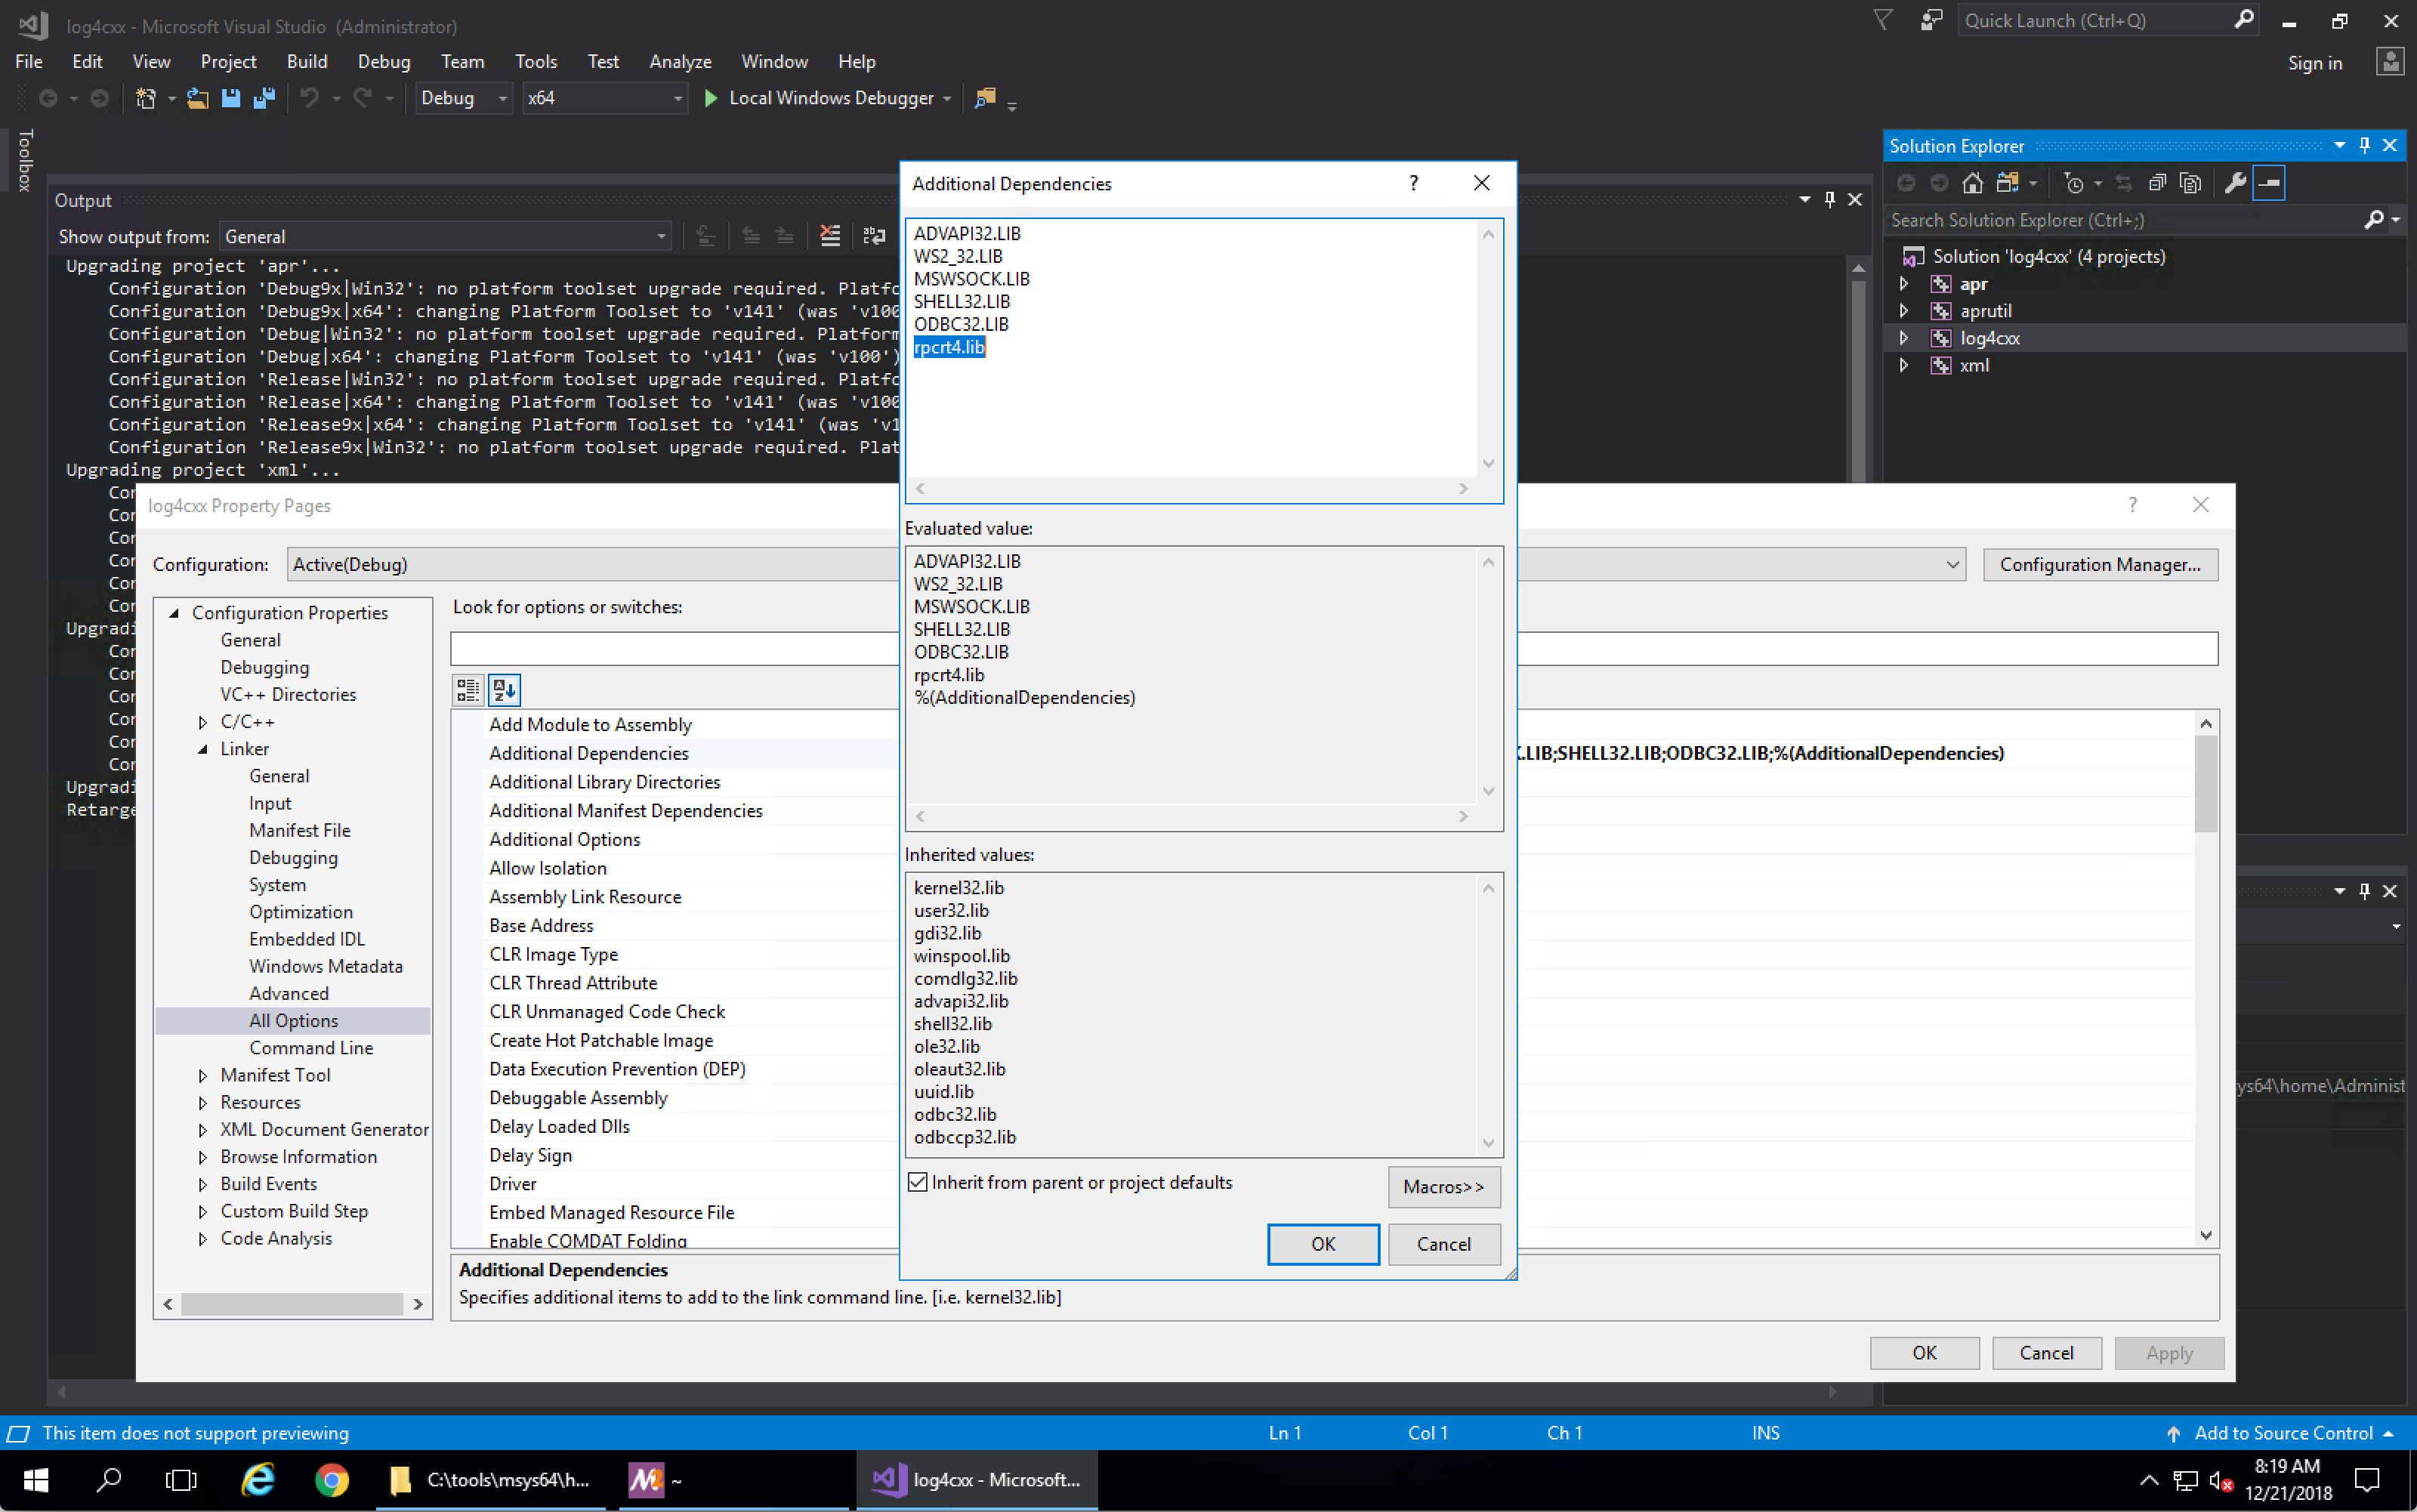 log4cxx - Microsoft Visual Studio (Administrator)
Quick Launch (Ctrl+Q)
File Edit View Project Build Debug Team Tools Test Analyze Window Help
Sign in
Debug x64 Local Windows Debugger
Toolbox
Output
Show output from: General
Upgrading project 'apr'...
Configuration 'Debug9x|Win32': no platform toolset upgrade required. Platfo
Configuration 'Debug9x|x64': changing Platform Toolset to 'v141' (was 'v100
Configuration 'Debug|Win32': no platform toolset upgrade required. Platform
Configuration 'Debug|x64': changing Platform Toolset to 'v141' (was 'v100')
Configuration 'Release|Win32': no platform toolset upgrade required. Platfo
Configuration 'Release|x64': changing Platform Toolset to 'v141' (was 'v100
Configuration 'Release9x|x64': changing Platform Toolset to 'v141' (was 'v1
Configuration 'Release9x|Win32': no platform toolset upgrade required. Plat
Upgrading project 'xml'...
Cor
Cor
Cor
Cor
Cor
Cor
Upgradi
Cor
Cor
Cor
Cor
Cor
Cor
Upgradi
Retarge
Solution Explorer
Search Solution Explorer (Ctrl+;)
Solution 'log4cxx' (4 projects)
apr
aprutil
log4cxx
xml
ys64\home\Administ
log4cxx Property Pages
?
Configuration: Active(Debug)
Configuration Manager...
Configuration Properties
General
Debugging
VC++ Directories
C/C++
Linker
General
Input
Manifest File
Debugging
System
Optimization
Embedded IDL
Windows Metadata
Advanced
All Options
Command Line
Manifest Tool
Resources
XML Document Generator
Browse Information
Build Events
Custom Build Step
Code Analysis
Look for options or switches:
Add Module to Assembly
Additional Dependencies
K.LIB;SHELL32.LIB;ODBC32.LIB;%(AdditionalDependencies)
Additional Library Directories
Additional Manifest Dependencies
Additional Options
Allow Isolation
Assembly Link Resource
Base Address
CLR Image Type
CLR Thread Attribute
CLR Unmanaged Code Check
Create Hot Patchable Image
Data Execution Prevention (DEP)
Debuggable Assembly
Delay Loaded Dlls
Delay Sign
Driver
Embed Managed Resource File
Enable COMDAT Folding
Additional Dependencies
Specifies additional items to add to the link command line. [i.e. kernel32.lib]
OK Cancel Apply
Additional Dependencies
?
ADVAPI32.LIB
WS2_32.LIB
MSWSOCK.LIB
SHELL32.LIB
ODBC32.LIB
rpcrt4.lib
Evaluated value:
ADVAPI32.LIB
WS2_32.LIB
MSWSOCK.LIB
SHELL32.LIB
ODBC32.LIB
rpcrt4.lib
%(AdditionalDependencies)
Inherited values:
kernel32.lib
user32.lib
gdi32.lib
winspool.lib
comdlg32.lib
advapi32.lib
shell32.lib
ole32.lib
oleaut32.lib
uuid.lib
odbc32.lib
odbccp32.lib
Inherit from parent or project defaults
Macros>>
OK Cancel
This item does not support previewing
Ln 1 Col 1 Ch 1 INS
Add to Source Control
C:\tools\msys64\h...
~
log4cxx - Microsoft...
8:19 AM
12/21/2018